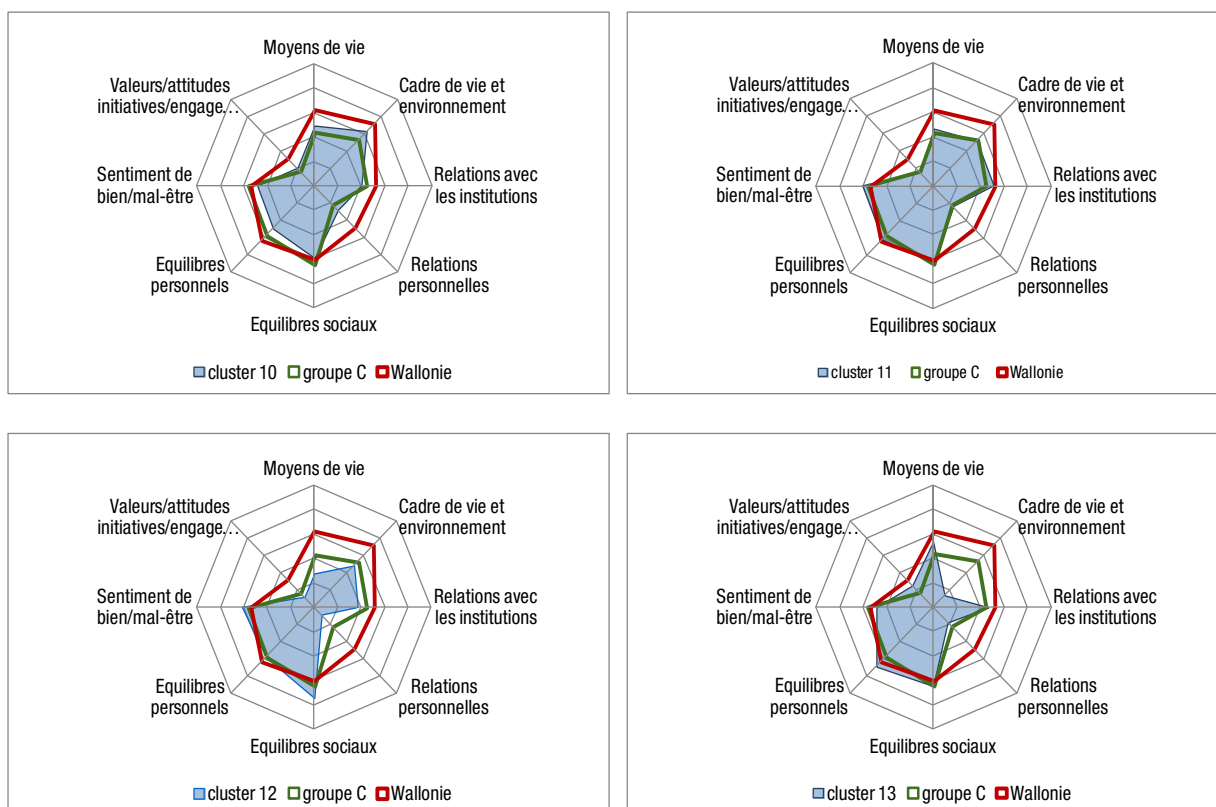 Moyens de vie
Valeurs/attitudes
initiatives/engage…
Cadre de vie et
environnement
Sentiment de
bien/mal-être
Relations avec
les institutions
Equilibres
personnels
Relations
personnelles
Equilibres sociaux
cluster 10 groupe C Wallonie
Moyens de vie
Valeurs/attitudes
initiatives/engage…
Cadre de vie et
environnement
Sentiment de
bien/mal-être
Relations avec
les institutions
Equilibres
personnels
Relations
personnelles
Equilibres sociaux
cluster 11 groupe C Wallonie
Moyens de vie
Valeurs/attitudes
initiatives/engage…
Cadre de vie et
environnement
Sentiment de
bien/mal-être
Relations avec
les institutions
Equilibres
personnels
Relations
personnelles
Equilibres sociaux
cluster 12 groupe C Wallonie
Moyens de vie
Valeurs/attitudes
initiatives/engage…
Cadre de vie et
environnement
Sentiment de
bien/mal-être
Relations avec
les institutions
Equilibres
personnels
Relations
personnelles
Equilibres sociaux
cluster 13 groupe C Wallonie